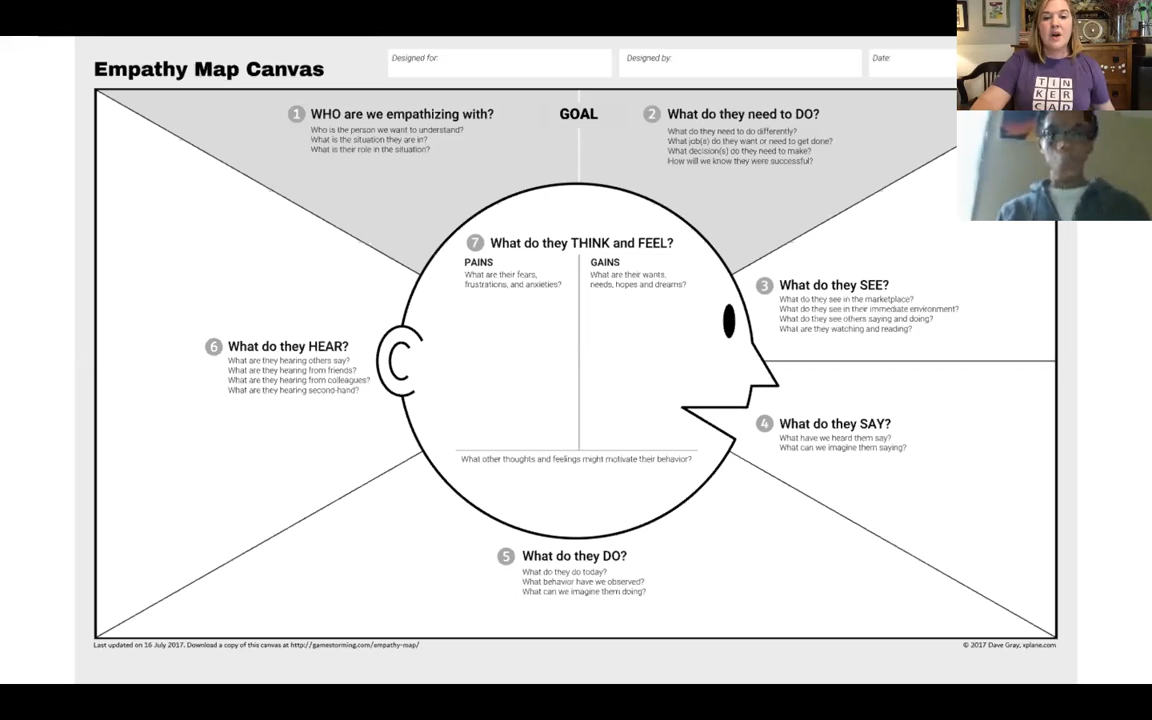 Empathy Map Canvas
Designed for:
Designed by:
Date:
TIN
KER
CAD
1 WHO are we empathizing with?
Who is the person we want to understand?
What is the situation they are in?
What is their role in the situation?
GOAL
2 What do they need to DO?
What do they need to do differently?
What job(s) do they want or need to get done?
What decision(s) do they need to make?
How will we know they were successful?
7 What do they THINK and FEEL?
PAINS
What are their fears,
frustrations, and anxieties?
GAINS
What are their wants,
needs, hopes and dreams?
What other thoughts and feelings might motivate their behavior?
3 What do they SEE?
What do they see in the marketplace?
What do they see in their immediate environment?
What do they see others saying and doing?
What are they watching and reading?
4 What do they SAY?
What have we heard them say?
What can we imagine them saying?
5 What do they DO?
What do they do today?
What behavior have we observed?
What can we imagine them doing?
6 What do they HEAR?
What are they hearing others say?
What are they hearing from friends?
What are they hearing from colleagues?
What are they hearing second-hand?
Last updated on 16 July 2017. Download a copy of this canvas at http://gamestorming.com/empathy-map/
© 2017 Dave Gray, xplane.com